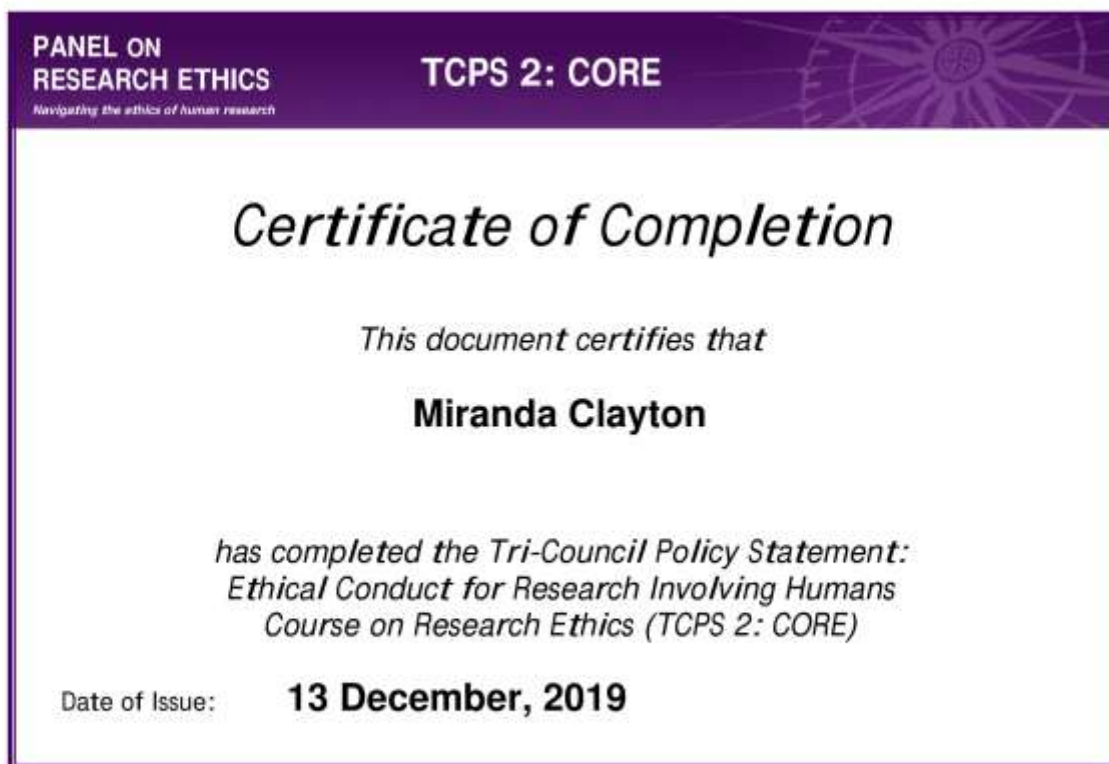 PANEL ON
RESEARCH ETHICS
Navigating the ethics of human research
TCPS 2: CORE
Certificate of Completion
This document certifies that
Miranda Clayton
has completed the Tri-Council Policy Statement:
Ethical Conduct for Research Involving Humans
Course on Research Ethics (TCPS 2: CORE)
Date of Issue: 13 December, 2019